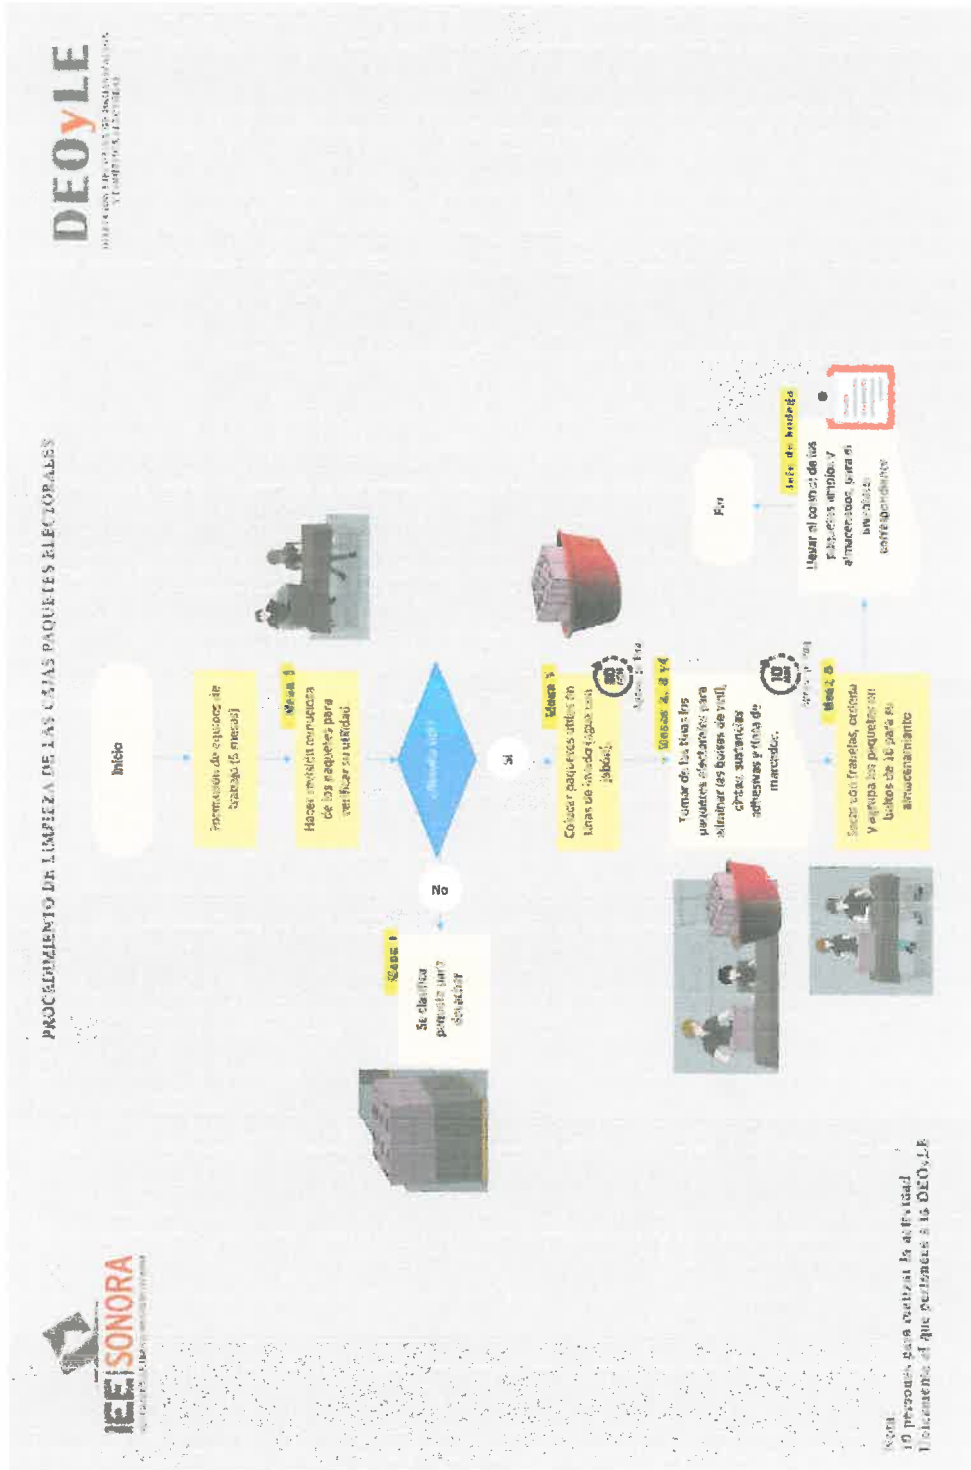 IEE|SONORA
DEOyLE
PROCEDIMIENTO DE LIMPIEZA DE LAS CAJAS PAQUETES ELECTORALES
Inicio
Formación de equipos de
trabajo (5 mesas)
Mesa 1
Hacer revisión minuciosa
de los paquetes para
verificar su utilidad
No
Mesa 1
Se clasifica
paquete para
desechar
Si
Mesa 1
Colocar paquetes útiles en
tinas de lavado (agua con
jabón).
Mesas 2, 3 y 4
Tomar de las tinas los
paquetes electorales para
eliminar (las bolsas de vinil),
cintas, sustancias
adhesivas y tinta de
marcador.
10
Mesa 5
Secar con franelas, ordena
y agrupa los paquetes en
bultos de 10 para su
almacenamiento
Jefe de bodega
Llevar el control de los
paquetes limpios y
almacenados, para el
correspondiente
Fin
Nota:
10 personas para realizar la actividad
Unicamente el que pertenece a la DEOyLE